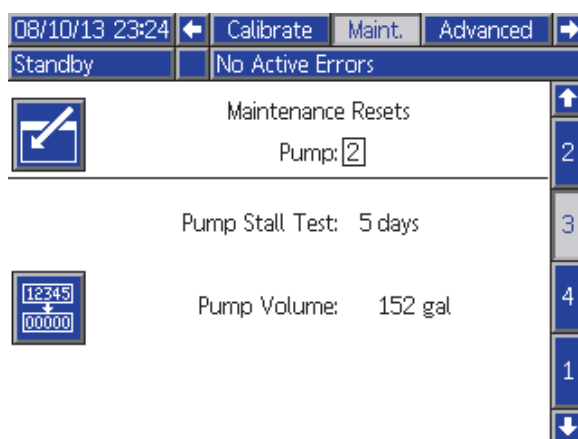 08/10/13 23:24 Calibrate Maint. Advanced
Standby No Active Errors
Maintenance Resets
Pump: 2
2
Pump Stall Test: 5 days
3
12345
00000
Pump Volume: 152 gal
4
1